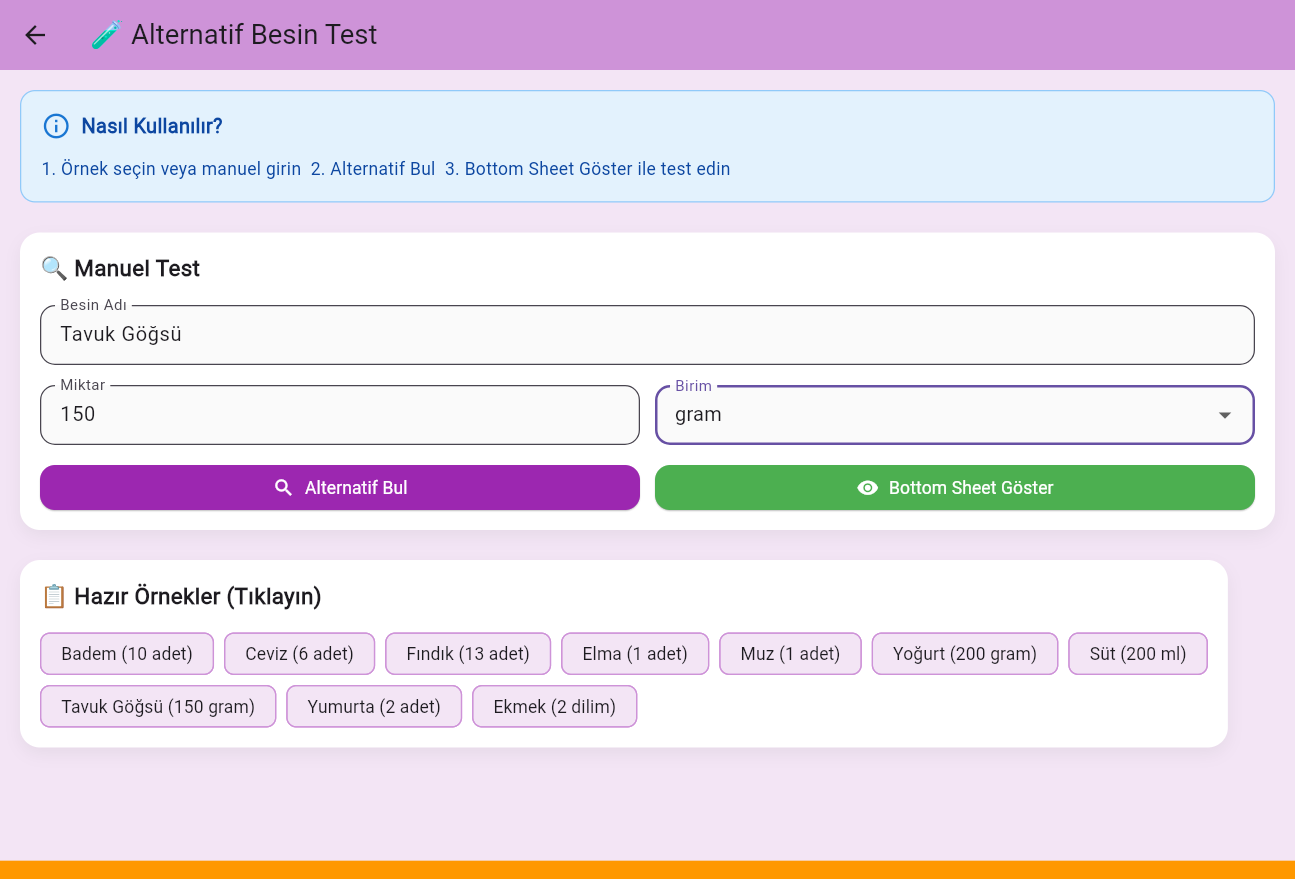 Alternatif Besin Test
Nasıl Kullanılır?
1. Örnek seçin veya manuel girin  2. Alternatif Bul  3. Bottom Sheet Göster ile test edin
Manuel Test
Besin Adı
Tavuk Göğsü
Miktar
150
Birim
gram
Alternatif Bul
Bottom Sheet Göster
Hazır Örnekler (Tıklayın)
Badem (10 adet)
Ceviz (6 adet)
Fındık (13 adet)
Elma (1 adet)
Muz (1 adet)
Yoğurt (200 gram)
Süt (200 ml)
Tavuk Göğsü (150 gram)
Yumurta (2 adet)
Ekmek (2 dilim)